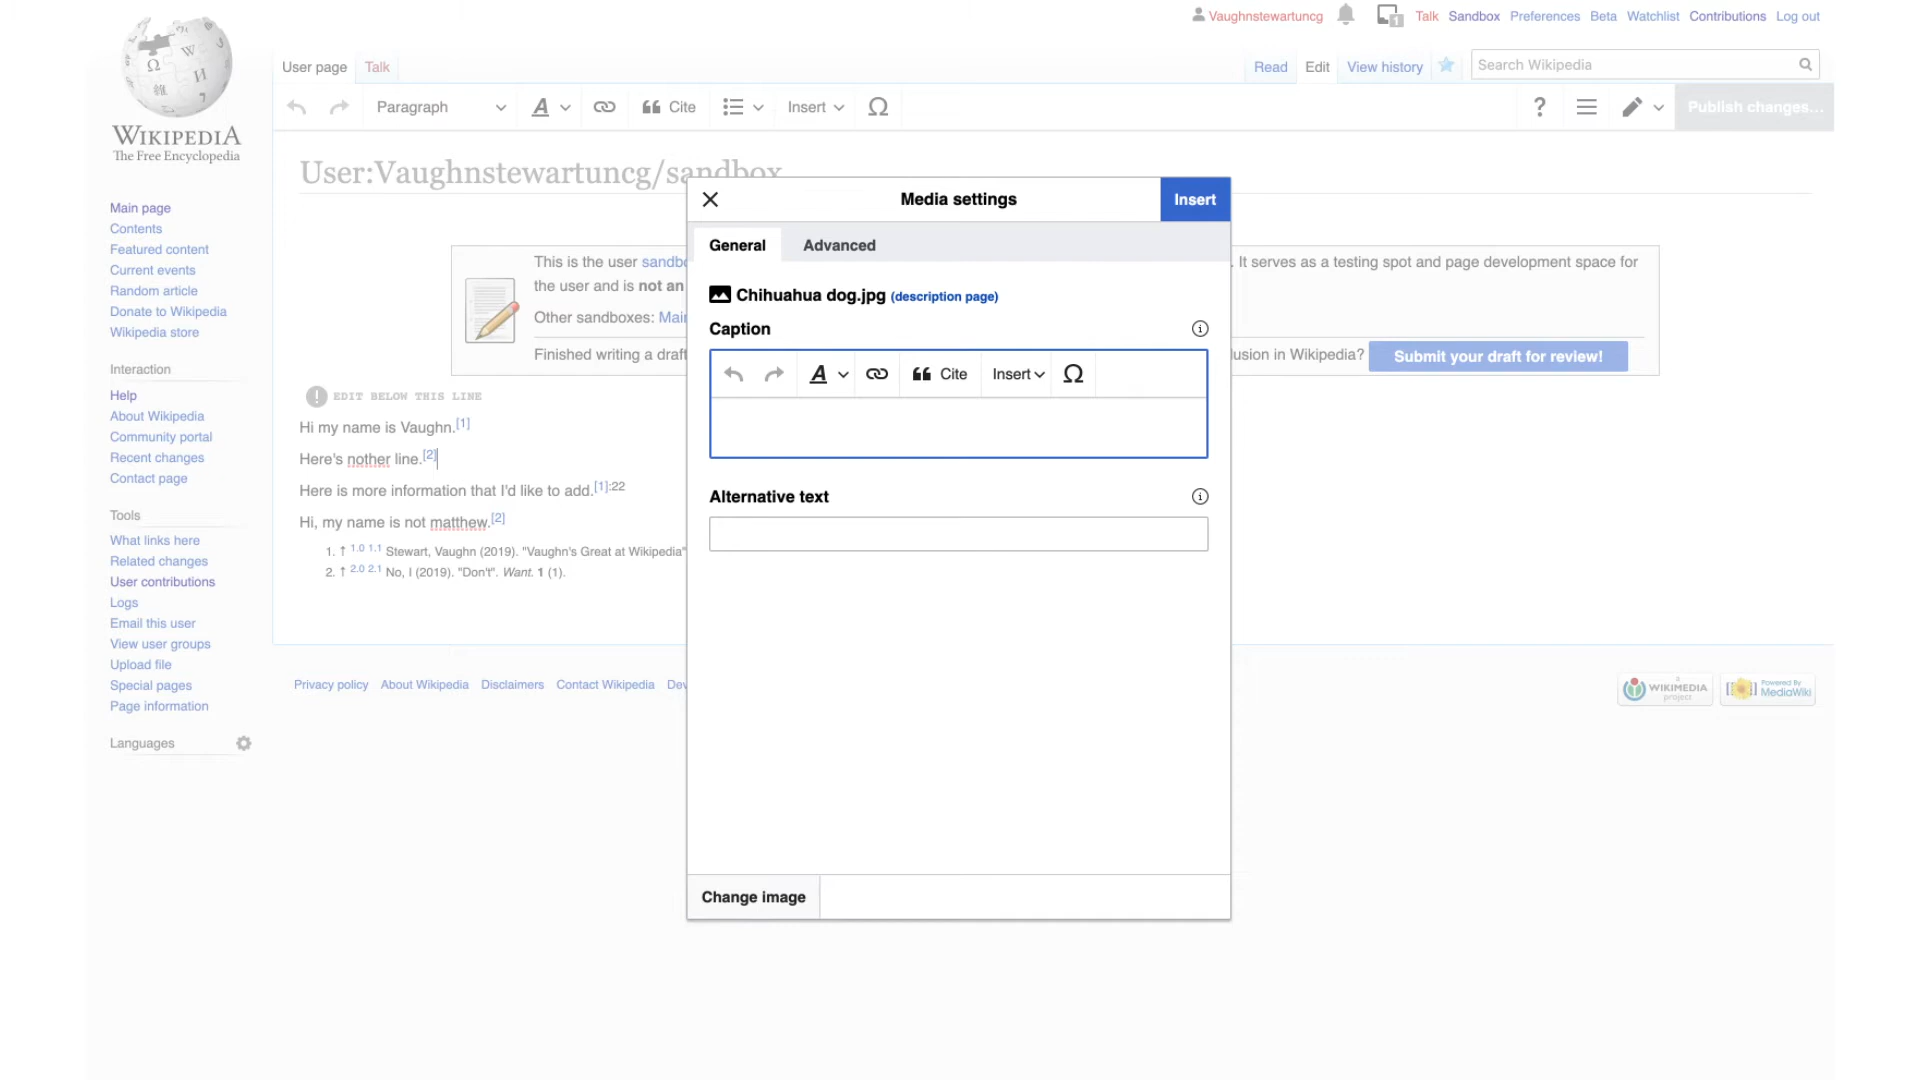 Vaughnstewartuncg 1 Talk Sandbox Preferences Beta Watchlist Contributions Log out
User page Talk Read Edit View history Search Wikipedia
Paragraph A Cite Insert Ω ? Publish changes...
WIKIPEDIA
The Free Encyclopedia
Main page
Contents
Featured content
Current events
Random article
Donate to Wikipedia
Wikipedia store
Interaction
Help
About Wikipedia
Community portal
Recent changes
Contact page
Tools
What links here
Related changes
User contributions
Logs
Email this user
View user groups
Upload file
Special pages
Page information
Languages
User:Vaughnstewartuncg/sandbox
This is the user . It serves as a testing spot and page development space for
the user and is not an
Other sandboxes:
Finished writing a draft in Wikipedia? Submit your draft for review!
EDIT BELOW THIS LINE
Hi my name is Vaughn.[1]
Here's nother line.[2]
Here is more information that I'd like to add.[1]:22
Hi, my name is not matthew.[2]
1. ↑ 1.0 1.1 Stewart, Vaughn (2019). "Vaughn's Great at Wikipedia"
2. ↑ 2.0 2.1 No, I (2019). "Don't". Want. 1 (1).
Privacy policy About Wikipedia Disclaimers Contact Wikipedia
A WIKIMEDIA project
Powered By MediaWiki
Media settings Insert
General Advanced
Chihuahua dog.jpg (description page)
Caption
A Cite Insert Ω
Alternative text
Change image